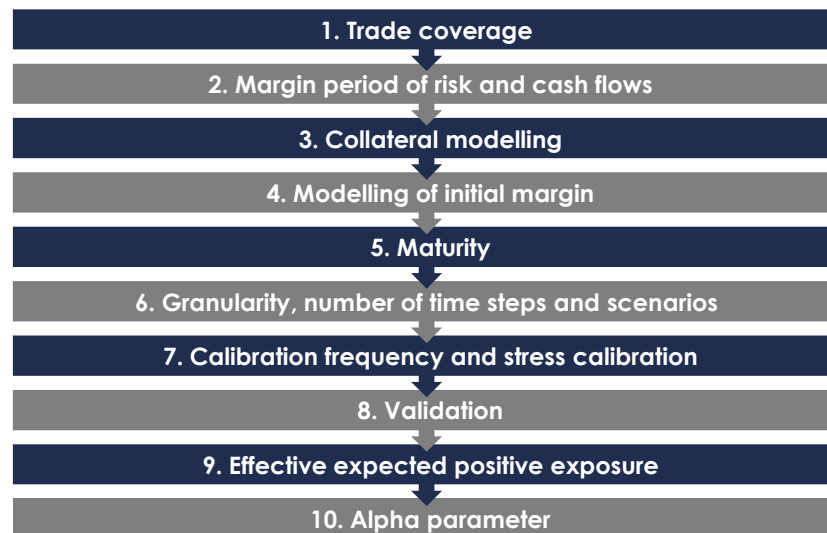 1. Trade coverage
2. Margin period of risk and cash flows
3. Collateral modelling
4. Modelling of initial margin
5. Maturity
6. Granularity, number of time steps and scenarios
7. Calibration frequency and stress calibration
8. Validation
9. Effective expected positive exposure
10. Alpha parameter